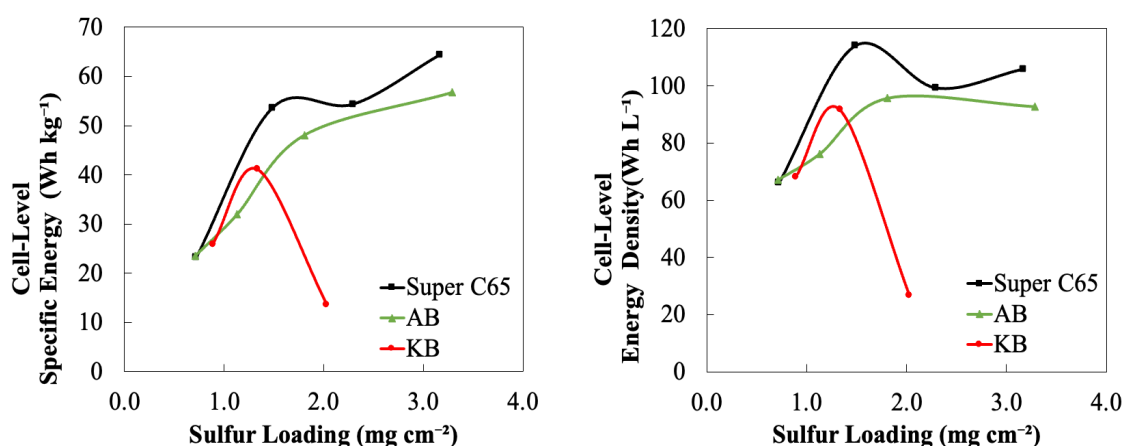 70
60
50
40
30
20
10
0
0.0 1.0 2.0 3.0 4.0
Cell-Level
Specific Energy (Wh kg⁻¹)
Sulfur Loading (mg cm⁻²)
Super C65
AB
KB
120
100
80
60
40
20
0
0.0 1.0 2.0 3.0 4.0
Cell-Level
Energy Density(Wh L⁻¹)
Sulfur Loading (mg cm⁻²)
Super C65
AB
KB